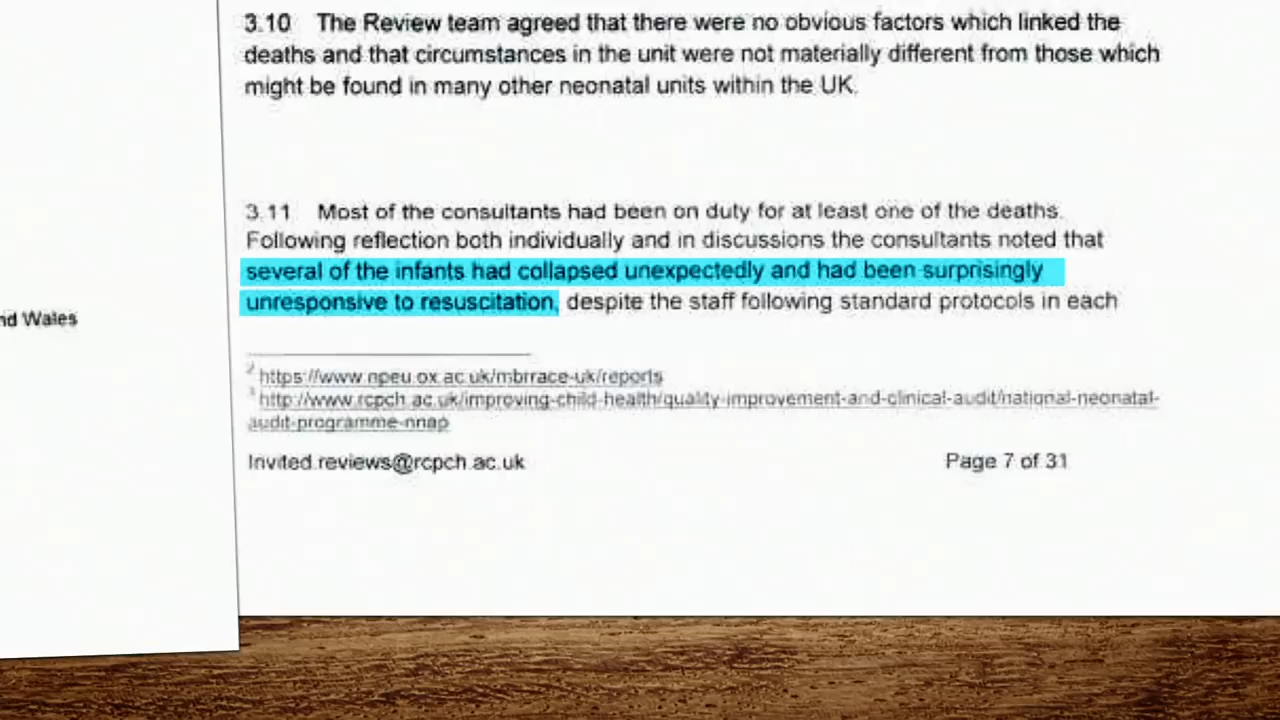 3.10 The Review team agreed that there were no obvious factors which linked the
deaths and that circumstances in the unit were not materially different from those which
might be found in many other neonatal units within the UK.
3.11 Most of the consultants had been on duty for at least one of the deaths.
Following reflection both individually and in discussions the consultants noted that
several of the infants had collapsed unexpectedly and had been surprisingly
unresponsive to resuscitation, despite the staff following standard protocols in each
nd Wales
2 https://www.npeu.ox.ac.uk/mbrrace-uk/reports
3 http://www.rcpch.ac.uk/improving-child-health/quality-improvement-and-clinical-audit/national-neonatal-
audit-programme-nnap
Invited.reviews@rcpch.ac.uk Page 7 of 31